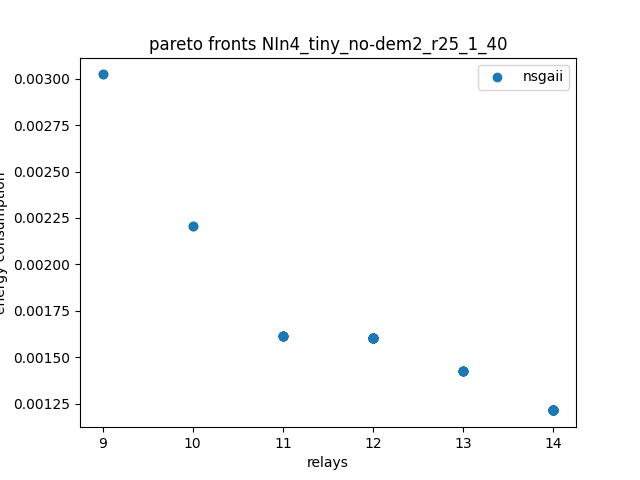 pareto fronts NIn4_tiny_no-dem2_r25_1_40
nsgaii
0.00300
0.00275
0.00250
0.00225
0.00200
0.00175
0.00150
0.00125
energy consumption
9 10 11 12 13 14
relays